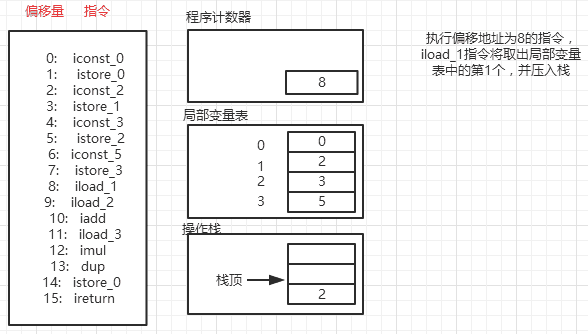 偏移量 指令
0: iconst_0
1: istore_0
2: iconst_2
3: istore_1
4: iconst_3
5: istore_2
6: iconst_5
7: istore_3
8: iload_1
9: iload_2
10: iadd
11: iload_3
12: imul
13: dup
14: istore_0
15: ireturn
程序计数器
8
局部变量表
0 0
1 2
2 3
3 5
操作栈
栈顶
2
执行偏移地址为8的指令，
iload_1指令将取出局部变量
表中的第1个，并压入栈